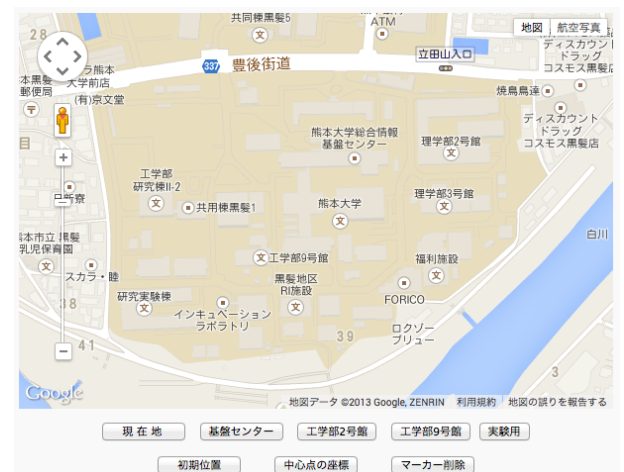 共同棟黒髪5
ATM
地図
航空写真
28
立田山入口
ディスカウント
ドラッグ
コスモス黒髪店
337
豊後街道
熊本
大学前店
本黒髪
郵便局
(有)京文堂
焼鳥鳥達
ディスカウント
ドラッグ
コスモス黒髪店
熊本大学総合情報
基盤センター
理学部2号館
工学部
研究棟II-2
共用棟黒髪1
熊本大学
理学部3号館
日新寮
白川
本市立 黒髪
乳児保育園
スカラ・睦
工学部9号館
黒髪地区
RI施設
福利施設
研究実験棟
インキュベーション
ラボラトリ
FORICO
38
39
ロクゾー
ブリュー
41
3
Google
地図データ ©2013 Google, ZENRIN
利用規約
地図の誤りを報告する
現 在 地
基盤センター
工学部2号館
工学部9号館
実験用
初期位置
中心点の座標
マーカー削除